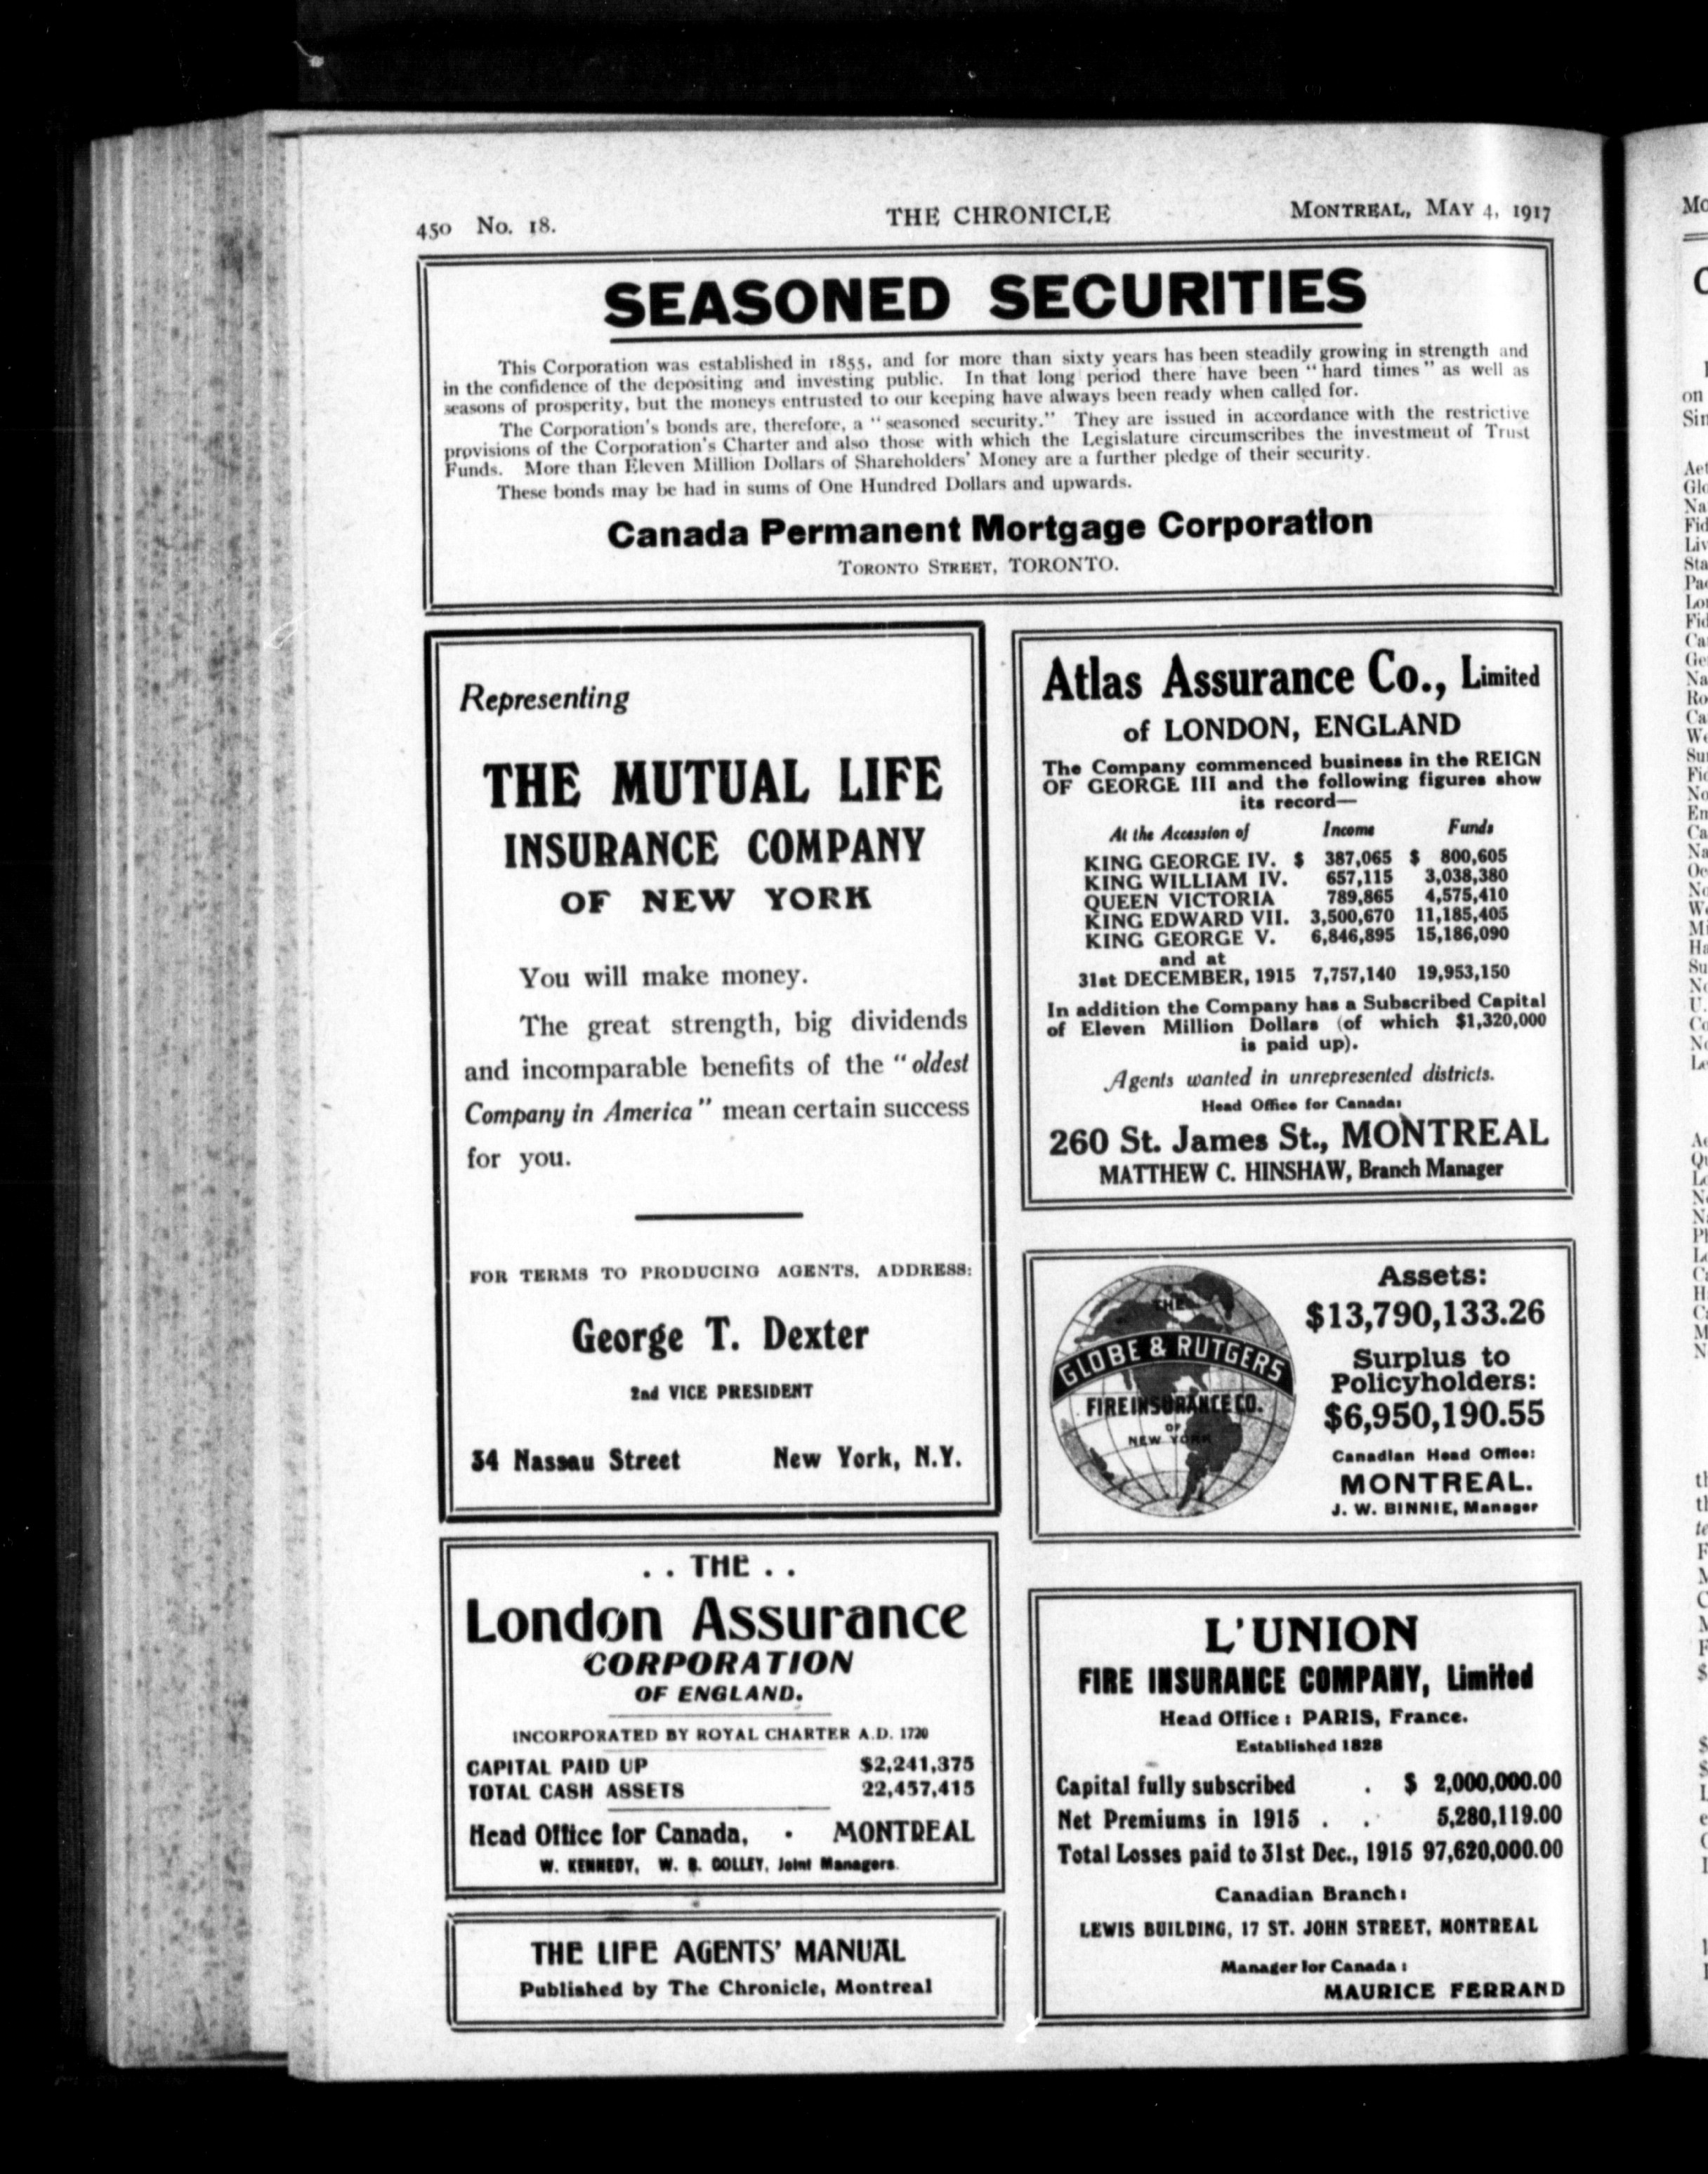 450 No. 18. THE CHRONICLE MONTREAL, MAY 4, 1917
SEASONED SECURITIES
This Corporation was established in 1855, and for more than sixty years has been steadily growing in strength and
in the confidence of the depositing and investing public. In that long period there have been "hard times" as well as
seasons of prosperity, but the moneys entrusted to our keeping have always been ready when called for.
The Corporation's bonds are, therefore, a "seasoned security." They are issued in accordance with the restrictive
provisions of the Corporation's Charter and also those with which the Legislature circumscribes the investment of Trust
Funds. More than Eleven Million Dollars of Shareholders' Money are a further pledge of their security.
These bonds may be had in sums of One Hundred Dollars and upwards.
Canada Permanent Mortgage Corporation
TORONTO STREET, TORONTO.
Representing
THE MUTUAL LIFE
INSURANCE COMPANY
OF NEW YORK
You will make money.
The great strength, big dividends
and incomparable benefits of the "oldest
Company in America" mean certain success
for you.
FOR TERMS TO PRODUCING AGENTS, ADDRESS:
George T. Dexter
2nd VICE PRESIDENT
34 Nassau Street New York, N.Y.
. . THE . .
London Assurance
CORPORATION
OF ENGLAND.
INCORPORATED BY ROYAL CHARTER A.D. 1720
CAPITAL PAID UP $2,241,375
TOTAL CASH ASSETS 22,457,415
Head Office for Canada, - MONTREAL
W. KENNEDY, W. B. COLLEY, Joint Managers.
THE LIFE AGENTS' MANUAL
Published by The Chronicle, Montreal
Atlas Assurance Co., Limited
of LONDON, ENGLAND
The Company commenced business in the REIGN
OF GEORGE III and the following figures show
its record—
At the Accession of Income Funds
KING GEORGE IV. $ 387,065 $ 800,605
KING WILLIAM IV. 657,115 3,038,380
QUEEN VICTORIA 789,865 4,575,410
KING EDWARD VII. 3,500,670 11,185,405
KING GEORGE V. 6,846,895 15,186,090
and at
31st DECEMBER, 1915 7,757,140 19,953,150
In addition the Company has a Subscribed Capital
of Eleven Million Dollars (of which $1,320,000
is paid up).
Agents wanted in unrepresented districts.
Head Office for Canada:
260 St. James St., MONTREAL
MATTHEW C. HINSHAW, Branch Manager
THE
GLOBE & RUTGERS
FIRE INSURANCE CO.
OF
NEW YORK
Assets:
$13,790,133.26
Surplus to
Policyholders:
$6,950,190.55
Canadian Head Office:
MONTREAL.
J. W. BINNIE, Manager
L'UNION
FIRE INSURANCE COMPANY, Limited
Head Office : PARIS, France.
Established 1828
Capital fully subscribed . $ 2,000,000.00
Net Premiums in 1915 . . 5,280,119.00
Total Losses paid to 31st Dec., 1915 97,620,000.00
Canadian Branch:
LEWIS BUILDING, 17 ST. JOHN STREET, MONTREAL
Manager for Canada :
MAURICE FERRAND